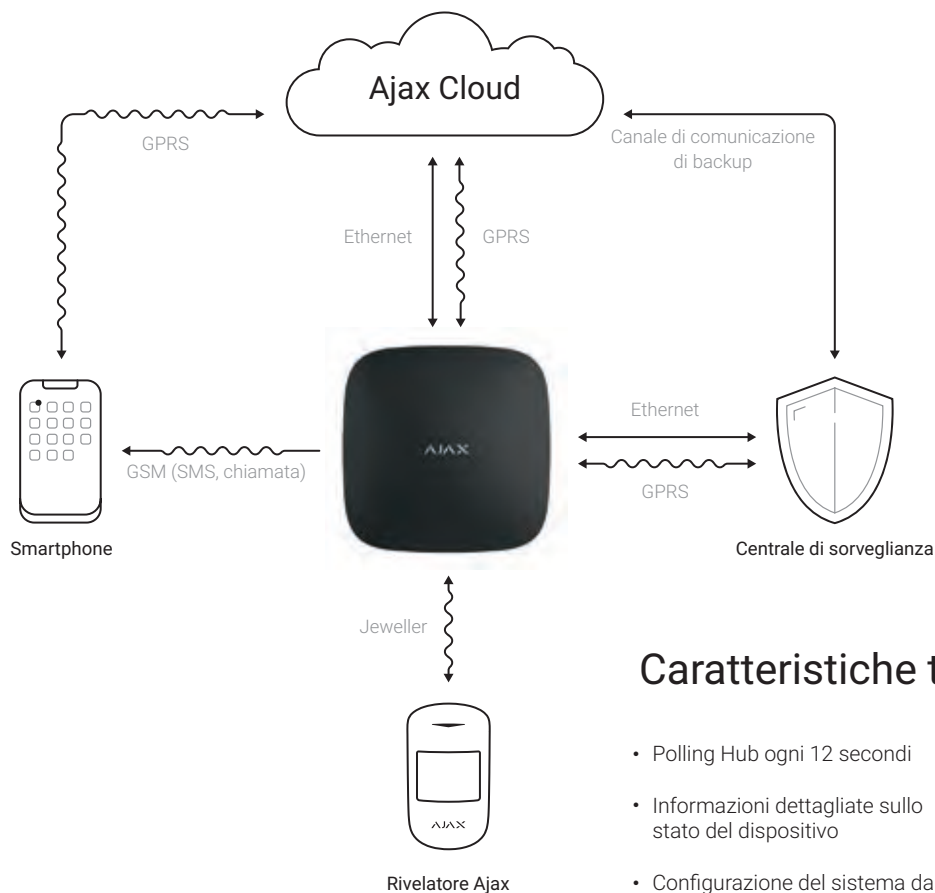 Ajax Cloud
GPRS
Canale di comunicazione
di backup
Ethernet
GPRS
AJAX
Ethernet
GPRS
GSM (SMS, chiamata)
Smartphone
Centrale di sorveglianza
Jeweller
AJAX
Rivelatore Ajax
Caratteristiche t
• Polling Hub ogni 12 secondi
• Informazioni dettagliate sullo
stato del dispositivo
• Configurazione del sistema da